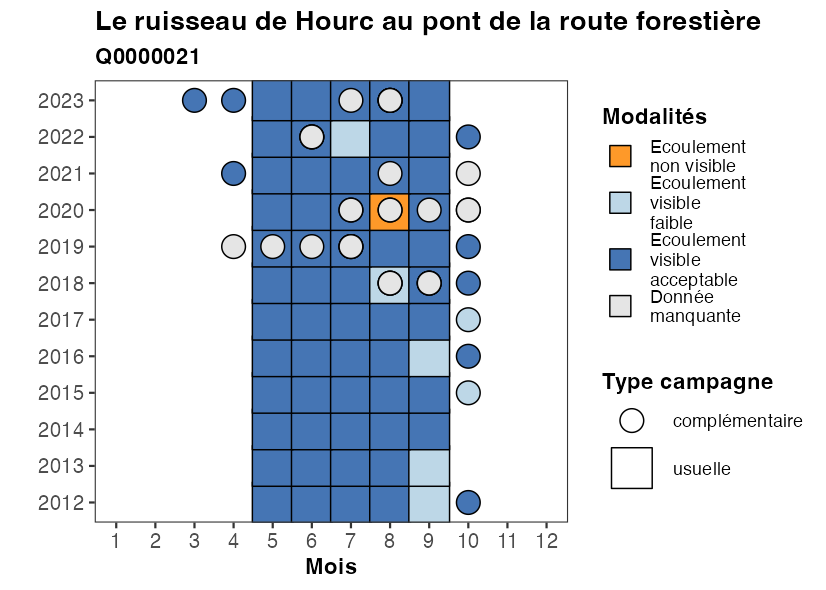 Le ruisseau de Hourc au pont de la route forestière
Q0000021
2023
2022
2021
2020
2019
2018
2017
2016
2015
2014
2013
2012
1 2 3 4 5 6 7 8 9 10 11 12
Mois
Modalités
Ecoulement
non visible
Ecoulement
visible
faible
Ecoulement
visible
acceptable
Donnée
manquante
Type campagne
complémentaire
usuelle